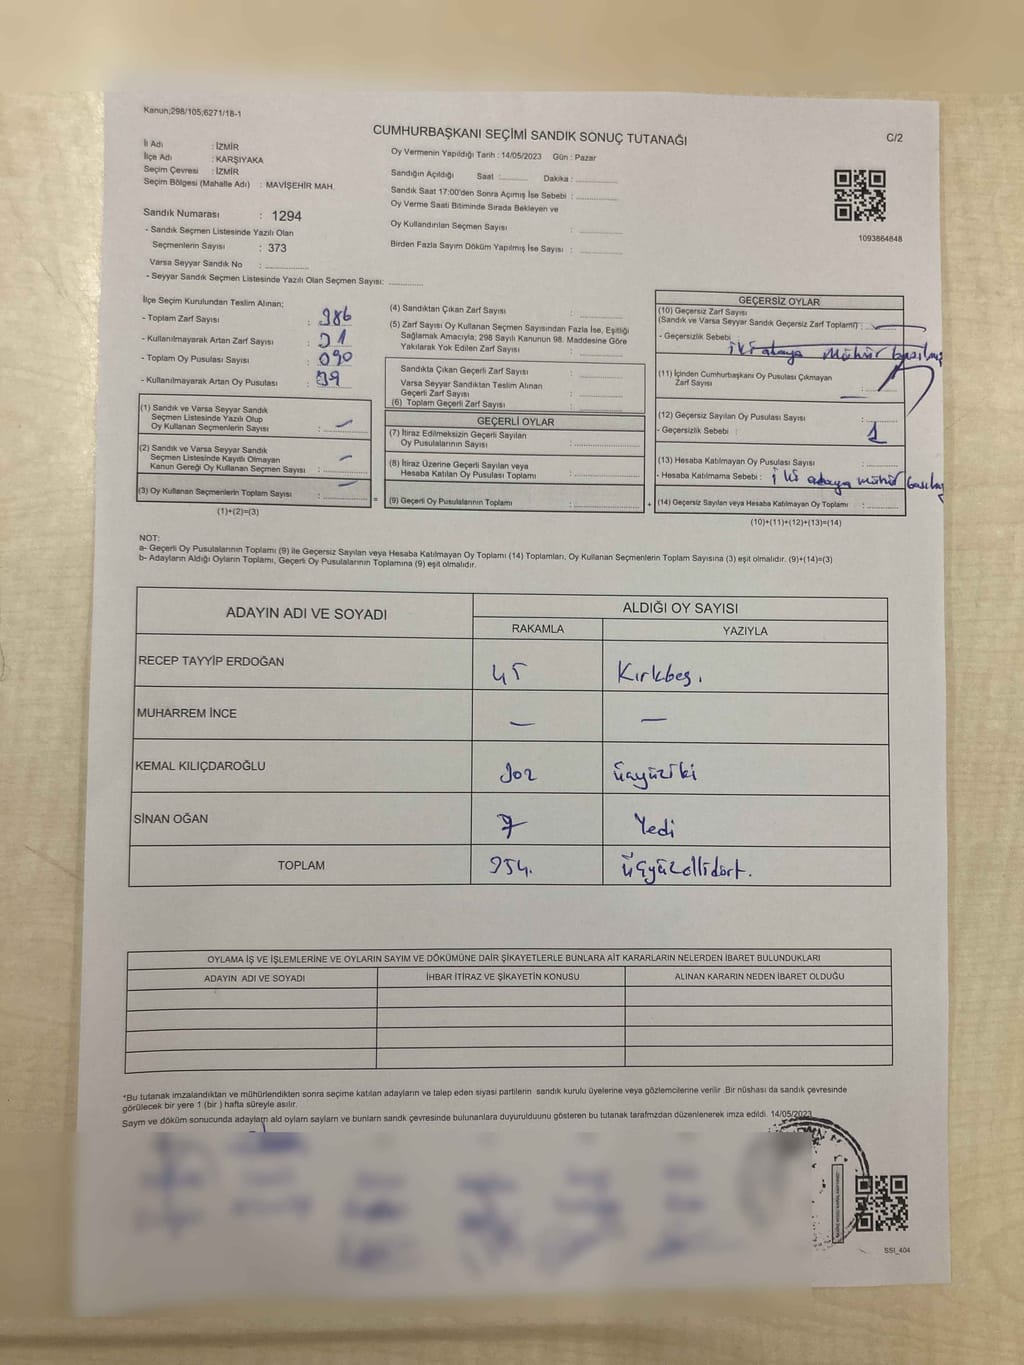 Kanun;298/105;6271/18-1
CUMHURBAŞKANI SEÇİMİ SANDIK SONUÇ TUTANAĞI
C/2
İl Adı : İZMİR
İlçe Adı : KARŞIYAKA
Seçim Çevresi : İZMİR
Seçim Bölgesi (Mahalle Adı) : MAVİŞEHİR MAH.
Sandık Numarası : 1294
- Sandık Seçmen Listesinde Yazılı Olan
Seçmenlerin Sayısı : 373
Varsa Seyyar Sandık No :
- Seyyar Sandık Seçmen Listesinde Yazılı Olan Seçmen Sayısı:
Oy Vermenin Yapıldığı Tarih : 14/05/2023 Gün : Pazar
Sandığın Açıldığı Saat : Dakika :
Sandık Saat 17:00'den Sonra Açımış İse Sebebi :
Oy Verme Saati Bitiminde Sırada Bekleyen ve
Oy Kullandırılan Seçmen Sayısı :
Birden Fazla Sayım Döküm Yapılmış İse Sayısı :
1093864848
İlçe Seçim Kurulundan Teslim Alınan;
- Toplam Zarf Sayısı : 386
- Kullanılmayarak Artan Zarf Sayısı : 31
- Toplam Oy Pusulası Sayısı :
- Kullanılmayarak Artan Oy Pusulası :
(1) Sandık ve Varsa Seyyar Sandık
Seçmen Listesinde Yazılı Olup
Oy Kullanan Seçmenlerin Sayısı : —
(2) Sandık ve Varsa Seyyar Sandık
Seçmen Listesinde Kayıtlı Olmayan
Kanun Gereği Oy Kullanan Seçmen Sayısı : —
(3) Oy Kullanan Seçmenlerin Toplam Sayısı : —
(1)+(2)=(3)
=
(4) Sandıktan Çıkan Zarf Sayısı :
(5) Zarf Sayısı Oy Kullanan Seçmen Sayısından Fazla İse, Eşitliği
Sağlamak Amacıyla; 298 Sayılı Kanunun 98. Maddesine Göre
Yakılarak Yok Edilen Zarf Sayısı :
Sandıkta Çıkan Geçerli Zarf Sayısı :
Varsa Seyyar Sandıktan Teslim Alınan
Geçerli Zarf Sayısı :
(6) Toplam Geçerli Zarf Sayısı :
GEÇERLİ OYLAR
(7) İtiraz Edilmeksizin Geçerli Sayılan
Oy Pusulalarının Sayısı :
(8) İtiraz Üzerine Geçerli Sayılan veya
Hesaba Katılan Oy Pusulası Toplamı :
(9) Geçerli Oy Pusulalarının Toplamı :
+
GEÇERSİZ OYLAR
(10) Geçersiz Zarf Sayısı
(Sandık ve Varsa Seyyar Sandık Geçersiz Zarf Toplamı) : —
- Geçersizlik Sebebi : iki adaya mühür basılmış
(11) İçinden Cumhurbaşkanı Oy Pusulası Çıkmayan
Zarf Sayısı : —
(12) Geçersiz Sayılan Oy Pusulası Sayısı
- Geçersizlik Sebebi : 1
(13) Hesaba Katılmayan Oy Pusulası Sayısı :
- Hesaba Katılmama Sebebi : iki adaya mühür
(14) Geçersiz Sayılan veya Hesaba Katılmayan Oy Toplamı :
(10)+(11)+(12)+(13)=(14)
NOT:
a- Geçerli Oy Pusulalarının Toplamı (9) ile Geçersiz Sayılan veya Hesaba Katılmayan Oy Toplamı (14) Toplamları, Oy Kullanan Seçmenlerin Toplam Sayısına (3) eşit olmalıdır. (9)+(14)=(3)
b- Adayların Aldığı Oyların Toplamı, Geçerli Oy Pusulalarının Toplamına (9) eşit olmalıdır.
ADAYIN ADI VE SOYADI ALDIĞI OY SAYISI
RAKAMLA YAZIYLA
RECEP TAYYİP ERDOĞAN 45 Kırkbeş.
MUHARREM İNCE — —
KEMAL KILIÇDAROĞLU 302 üçyüziki
SİNAN OĞAN 7 Yedi
TOPLAM 354. üçyüzellidört.
OYLAMA İŞ VE İŞLEMLERİNE VE OYLARIN SAYIM VE DÖKÜMÜNE DAİR ŞİKAYETLERLE BUNLARA AİT KARARLARIN NELERDEN İBARET BULUNDUKLARI
ADAYIN ADI VE SOYADI İHBAR İTİRAZ VE ŞİKAYETİN KONUSU ALINAN KARARIN NEDEN İBARET OLDUĞU
*Bu tutanak imzalandıktan ve mühürlendikten sonra seçime katılan adayların ve talep eden siyasi partilerin sandık kurulu üyelerine veya gözlemcilerine verilir .Bir nüshası da sandık çevresinde
görülecek bir yere 1 (bir ) hafta süreyle asılır.
Sayım ve döküm sonucunda adayların ald oyların sayların ve bunların sandk çevresinde bulunanlara duyurulduunu gösteren bu tutanak tarafmzdan düzenlenerek imza edildi. 14/05/2023
SSİ_404